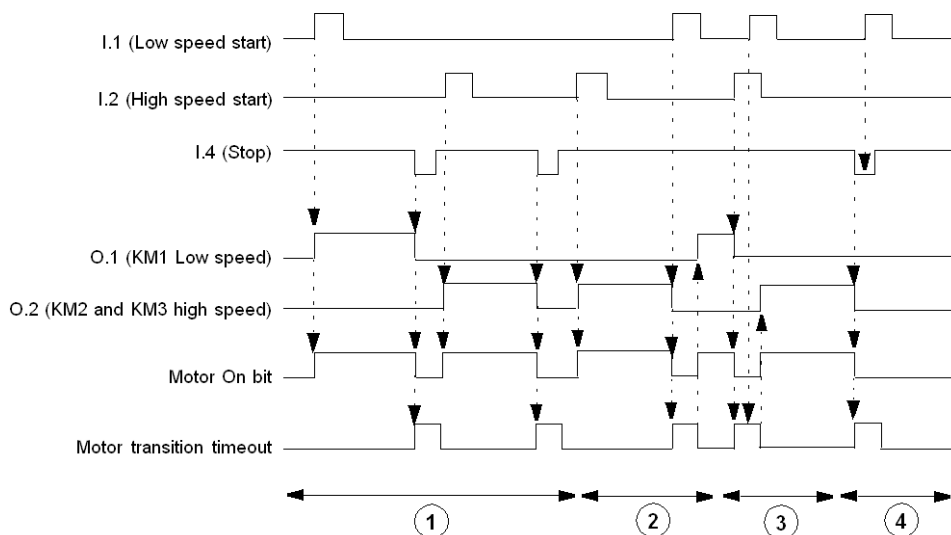 I.1 (Low speed start)
I.2 (High speed start)
I.4 (Stop)
O.1 (KM1 Low speed)
O.2 (KM2 and KM3 high speed)
Motor On bit
Motor transition timeout
1 2 3 4